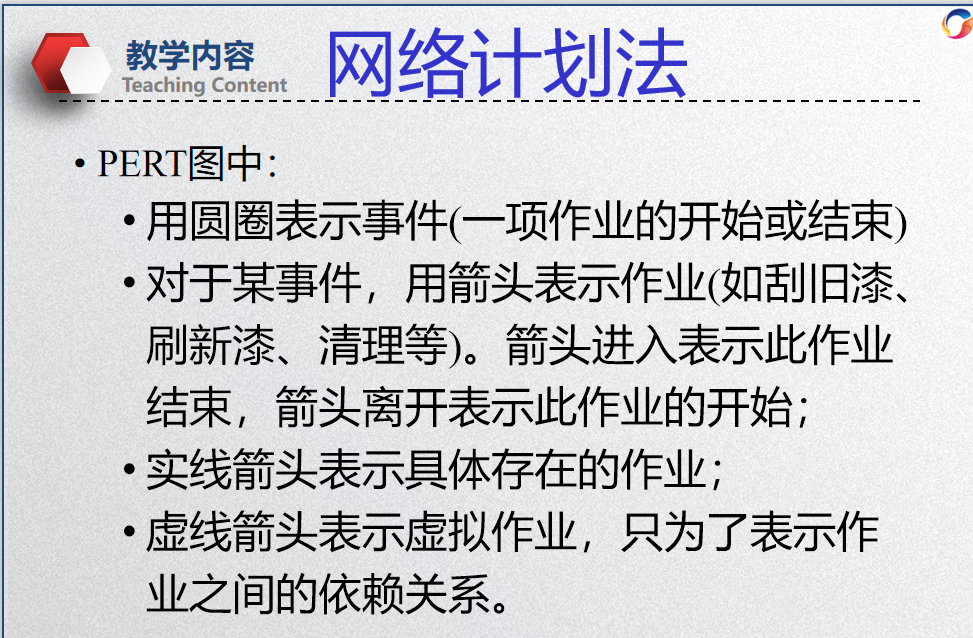 教学内容
Teaching Content
网络计划法
• PERT图中：
• 用圆圈表示事件(一项作业的开始或结束)
• 对于某事件，用箭头表示作业(如刮旧漆、
刷新漆、清理等)。箭头进入表示此作业
结束，箭头离开表示此作业的开始；
• 实线箭头表示具体存在的作业；
• 虚线箭头表示虚拟作业，只为了表示作
业之间的依赖关系。